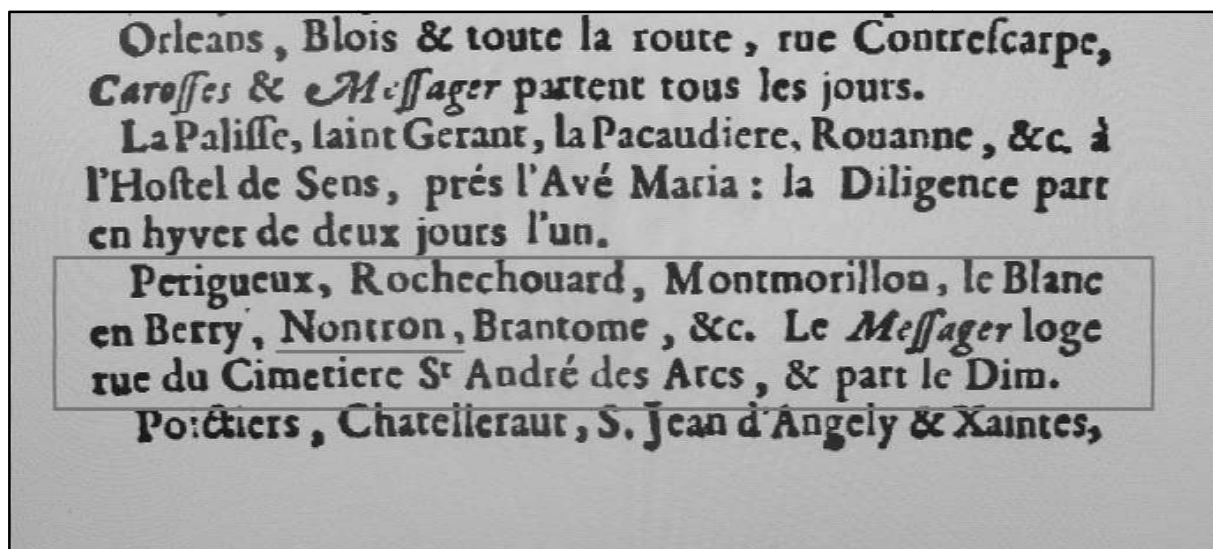 Orleans, Blois & toute la route, rue Contreſcarpe,
Caroſſes & Meſſager partent tous les jours.
La Paliſſe, ſaint Gerant, la Pacaudiere, Rouanne, &c. à
l'Hoſtel de Sens, prés l'Avé Maria : la Diligence part
en hyver de deux jours l'un.
Perigueux, Rochechouard, Montmorillon, le Blanc
en Berry, Nontron, Brantome, &c. Le Meſſager loge
rue du Cimetiere Sᵗ André des Arcs, & part le Dim.
Poictiers, Chatelleraut, S. Jean d'Angely & Xaintes,